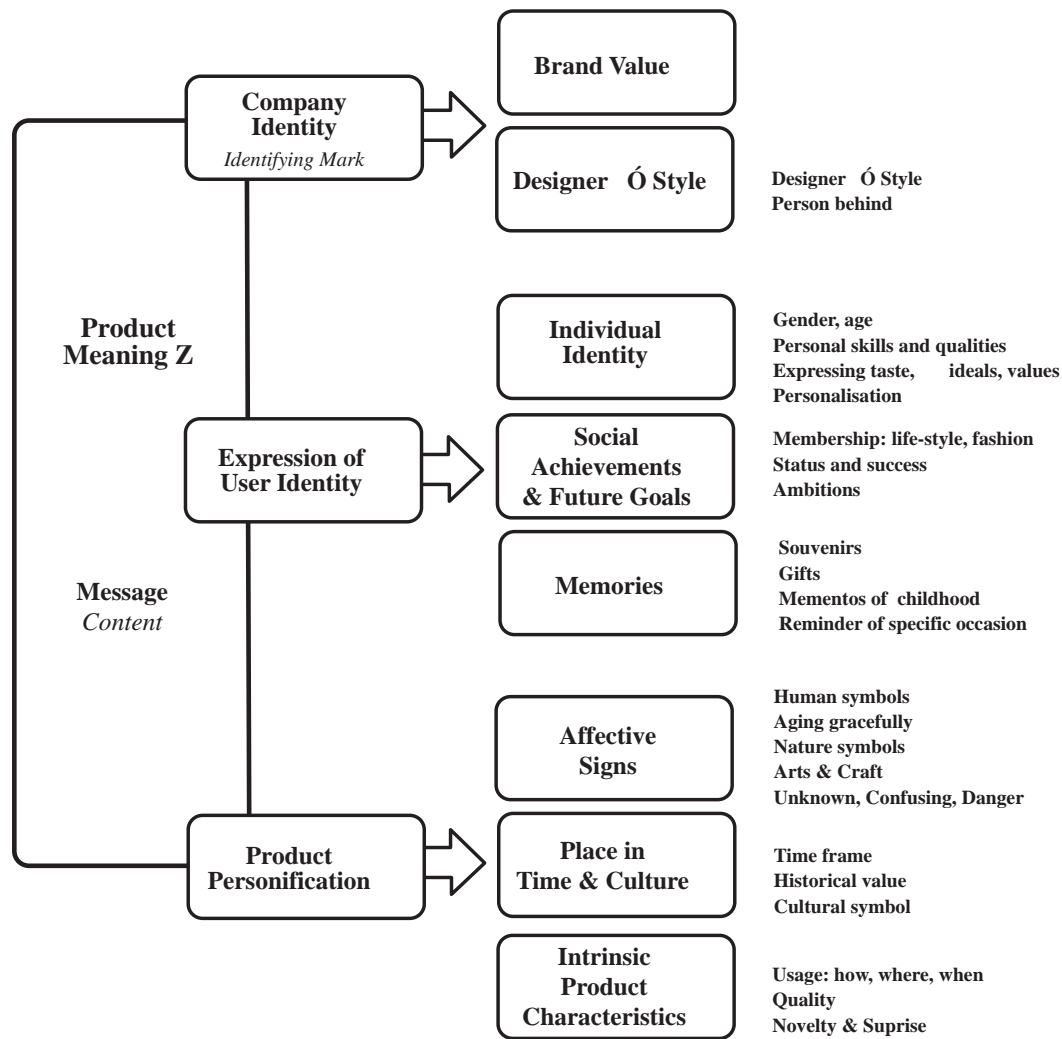 Brand Value
Company
Identity
Identifying Mark
Designer Ó Style
Designer Ó Style
Person behind
Product
Meaning Z
Individual
Identity
Gender, age
Personal skills and qualities
Expressing taste, ideals, values
Personalisation
Expression of
User Identity
Social
Achievements
& Future Goals
Membership: life-style, fashion
Status and success
Ambitions
Message
Content
Memories
Souvenirs
Gifts
Mementos of childhood
Reminder of specific occasion
Affective
Signs
Human symbols
Aging gracefully
Nature symbols
Arts & Craft
Unknown, Confusing, Danger
Product
Personification
Place in
Time & Culture
Time frame
Historical value
Cultural symbol
Intrinsic
Product
Characteristics
Usage: how, where, when
Quality
Novelty & Suprise